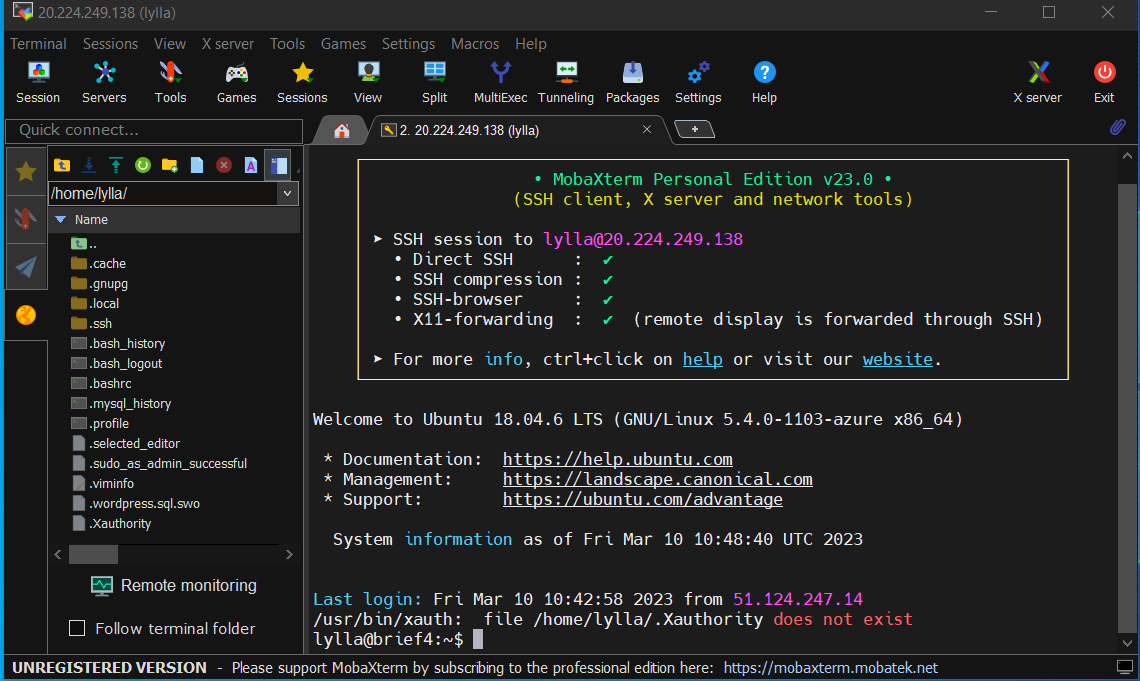 20.224.249.138 (lylla)
Terminal Sessions View X server Tools Games Settings Macros Help
Session Servers Tools Games Sessions View Split MultiExec Tunneling Packages Settings Help X server Exit
Quick connect...
2. 20.224.249.138 (lylla)
/home/lylla/
Name
..
.cache
.gnupg
.local
.ssh
.bash_history
.bash_logout
.bashrc
.mysql_history
.profile
.selected_editor
.sudo_as_admin_successful
.viminfo
.wordpress.sql.swo
.Xauthority
Remote monitoring
Follow terminal folder
• MobaXterm Personal Edition v23.0 •
(SSH client, X server and network tools)
➤ SSH session to lylla@20.224.249.138
• Direct SSH : ✔
• SSH compression : ✔
• SSH-browser : ✔
• X11-forwarding : ✔ (remote display is forwarded through SSH)
➤ For more info, ctrl+click on help or visit our website.
Welcome to Ubuntu 18.04.6 LTS (GNU/Linux 5.4.0-1103-azure x86_64)
* Documentation: https://help.ubuntu.com
* Management: https://landscape.canonical.com
* Support: https://ubuntu.com/advantage
System information as of Fri Mar 10 10:48:40 UTC 2023
Last login: Fri Mar 10 10:42:58 2023 from 51.124.247.14
/usr/bin/xauth: file /home/lylla/.Xauthority does not exist
lylla@brief4:~$
UNREGISTERED VERSION - Please support MobaXterm by subscribing to the professional edition here: https://mobaxterm.mobatek.net